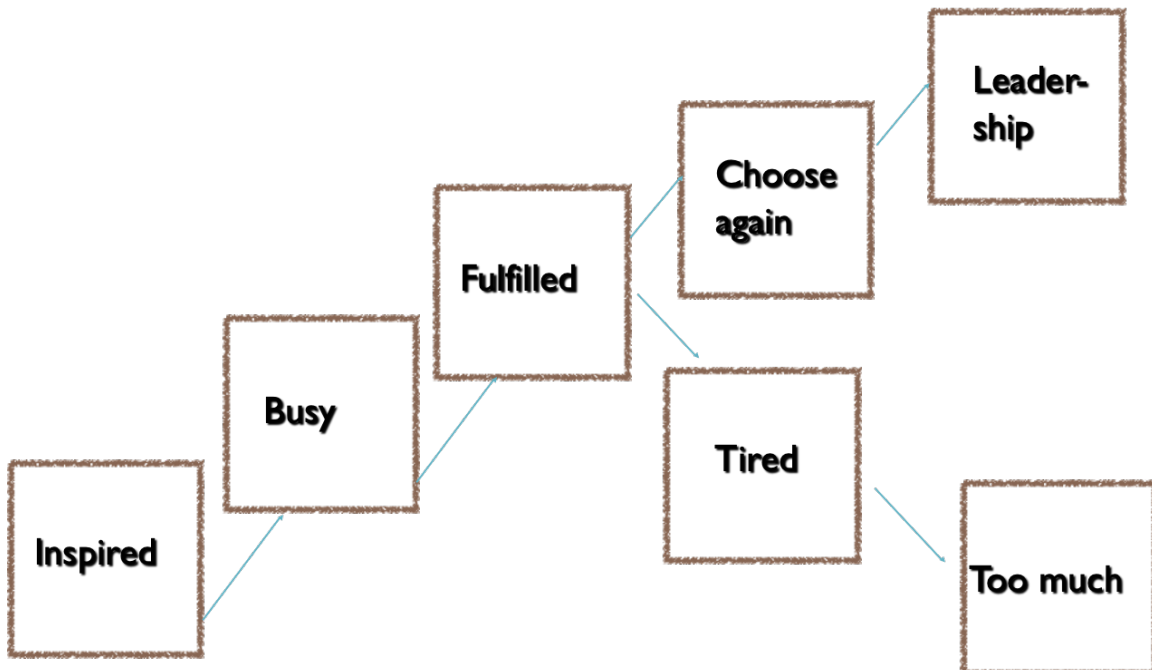 Leader-
ship
Choose
again
Fulfilled
Busy
Tired
Inspired
Too much